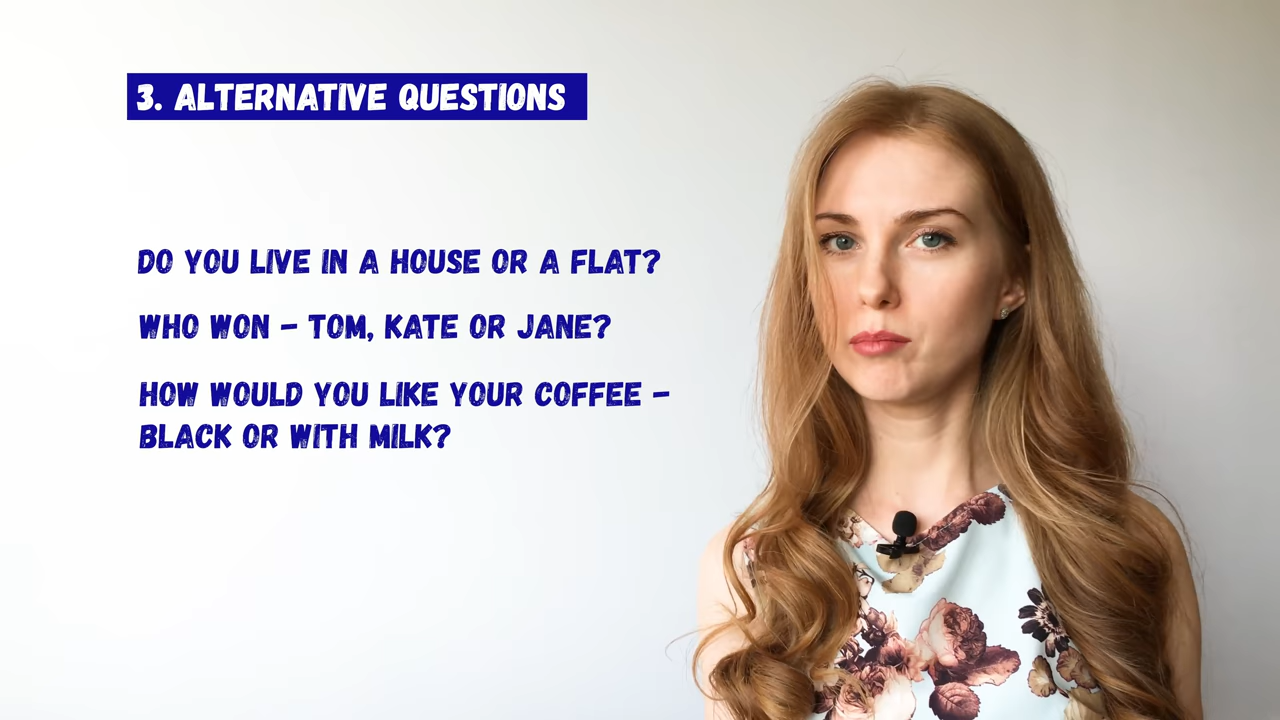 3. ALTERNATIVE QUESTIONS
DO YOU LIVE IN A HOUSE OR A FLAT?
WHO WON – TOM, KATE OR JANE?
HOW WOULD YOU LIKE YOUR COFFEE –
BLACK OR WITH MILK?